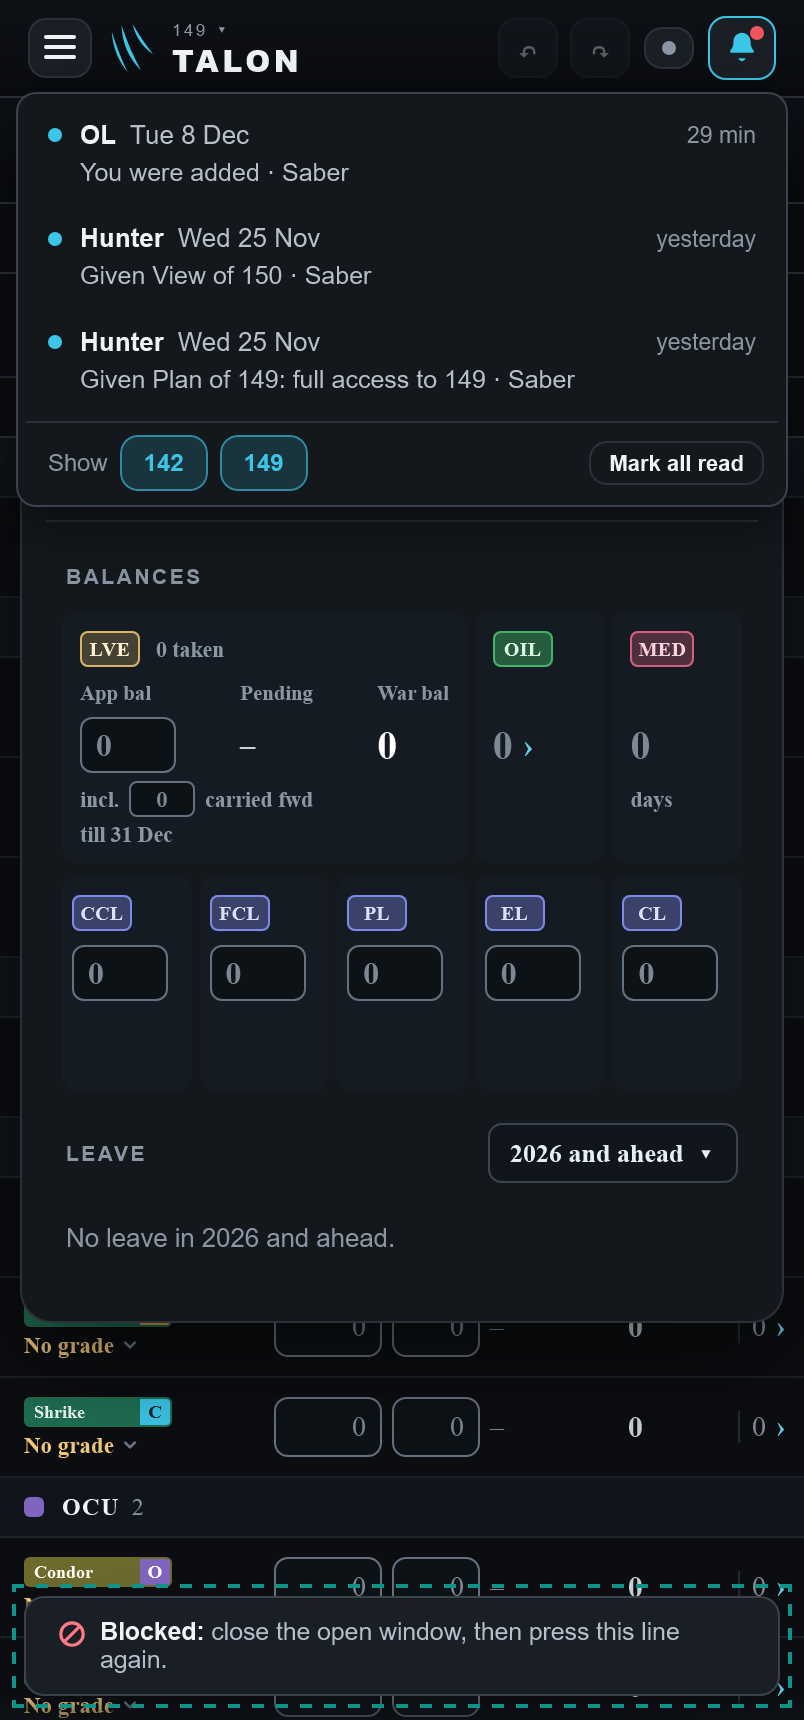 149 ▾
TALON
OL Tue 8 Dec 29 min
You were added · Saber
Hunter Wed 25 Nov yesterday
Given View of 150 · Saber
Hunter Wed 25 Nov yesterday
Given Plan of 149: full access to 149 · Saber
Show 142 149 Mark all read
BALANCES
LVE 0 taken OIL MED
App bal Pending War bal
0 – 0 0 › 0
incl. 0 carried fwd days
till 31 Dec
CCL FCL PL EL CL
0 0 0 0 0
LEAVE 2026 and ahead ▼
No leave in 2026 and ahead.
0 0 – 0 0 ›
No grade
Shrike C
0 0 – 0 0 ›
No grade
OCU 2
Condor O
0 0 – 0 0 ›
Blocked: close the open window, then press this line
again.
No grade